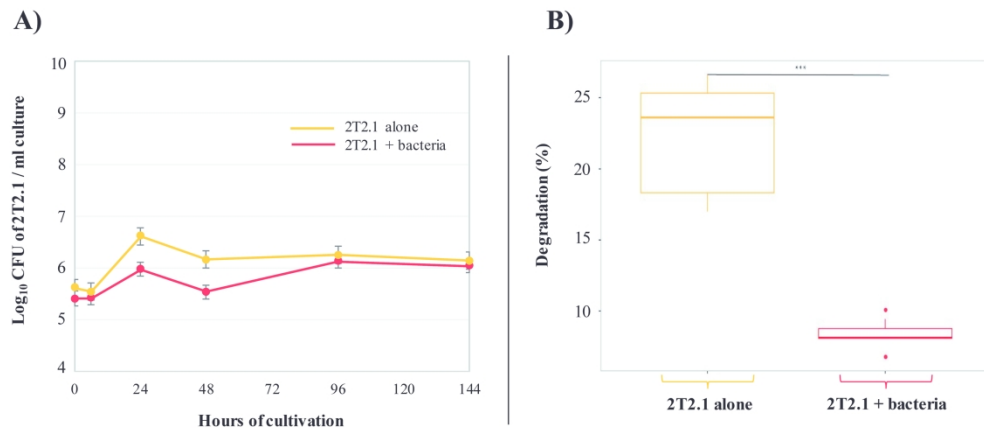 A)
10
9
8
7
6
5
4
0
24
48
72
96
120
144
Log10 CFU of 2T2.1 / ml culture
Hours of cultivation
2T2.1 alone
2T2.1 + bacteria
B)
25
20
15
10
Degradation (%)
***
2T2.1 alone
2T2.1 + bacteria